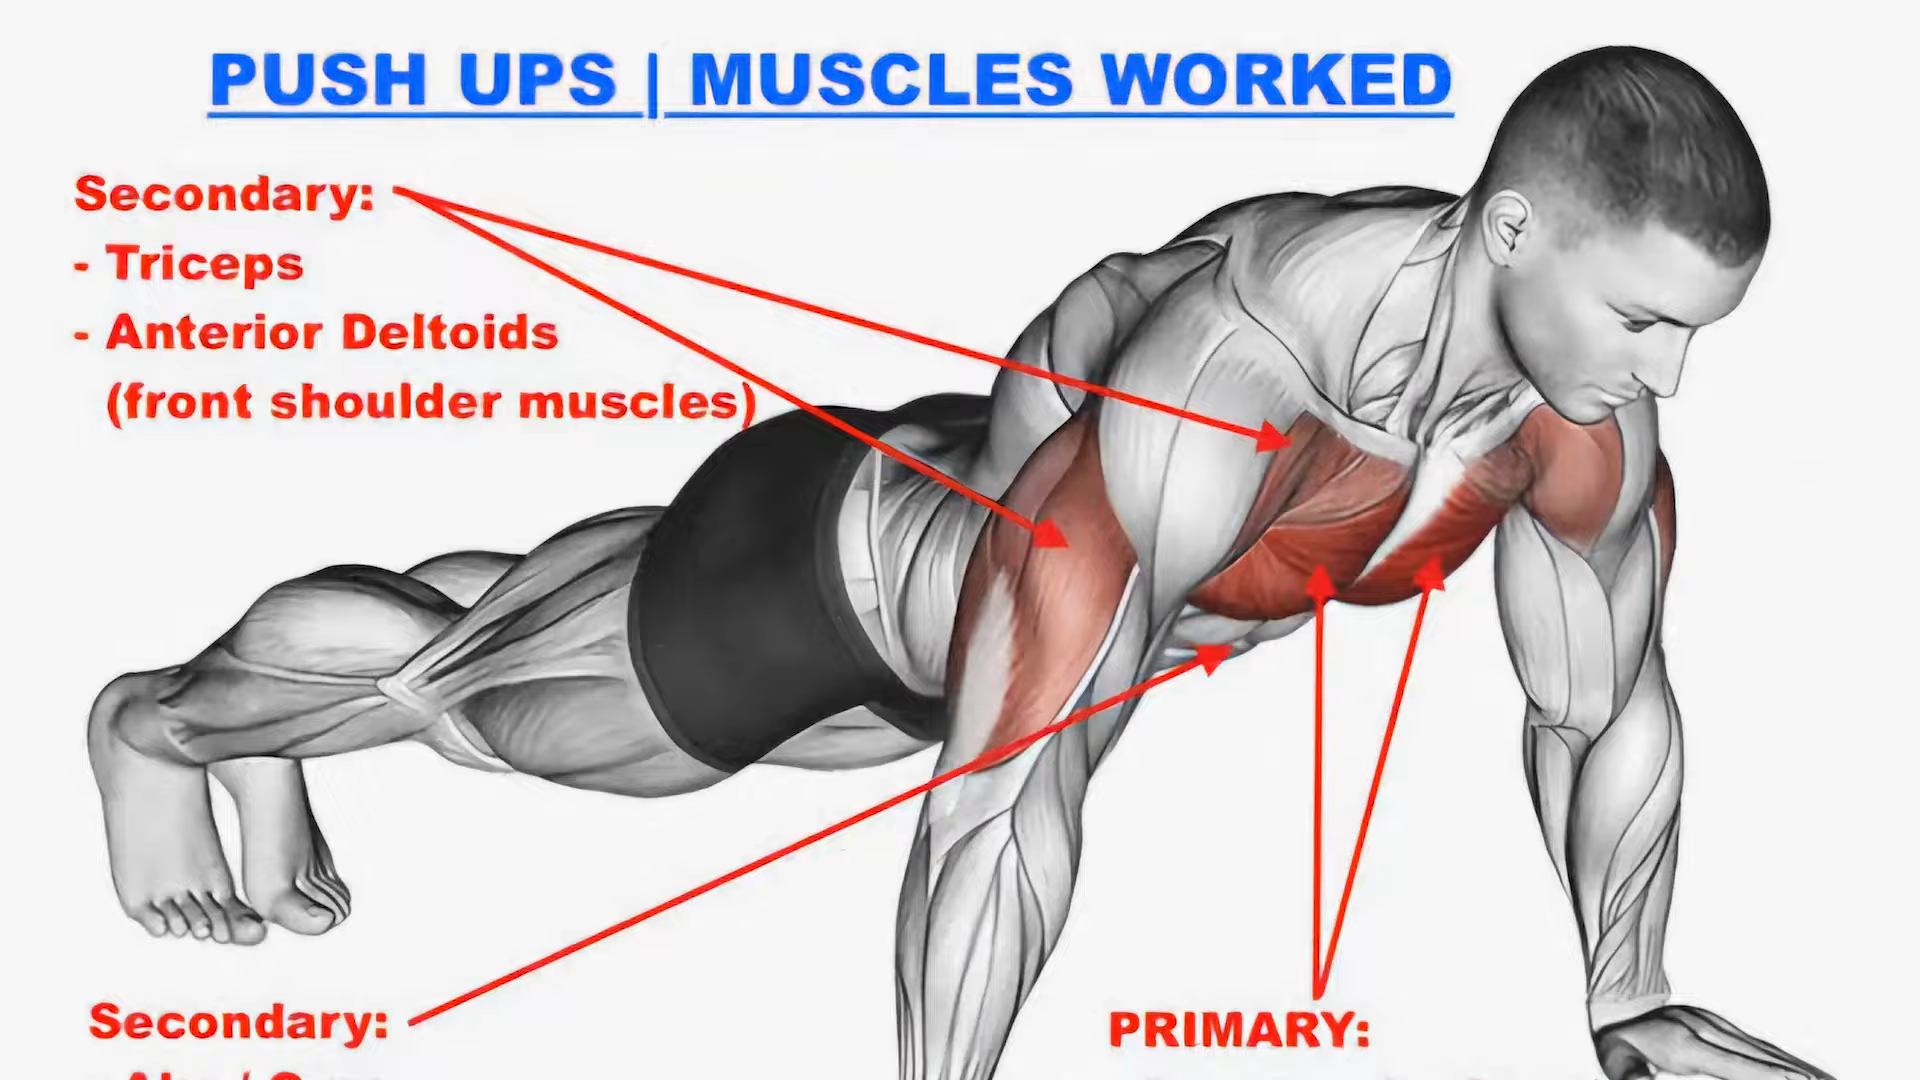 PUSH UPS | MUSCLES WORKED
Secondary:
- Triceps
- Anterior Deltoids
(front shoulder muscles)
Secondary:
PRIMARY: